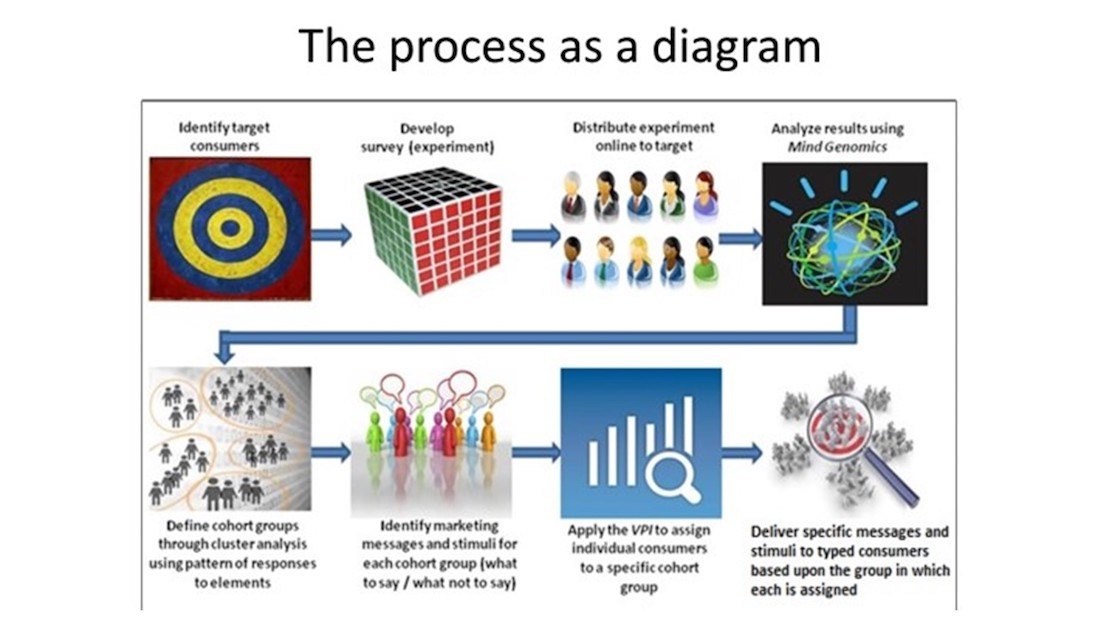 The process as a diagram
Identify target
consumers
Develop
survey (experiment)
Distribute experiment
online to target
Analyze results using
Mind Genomics
Define cohort groups
through cluster analysis
using pattern of responses
to elements
Identify marketing
messages and stimuli for
each cohort group (what
to say / what not to say)
Apply the VPI to assign
individual consumers
to a specific cohort
group
Deliver specific messages and
stimuli to typed consumers
based upon the group in which
each is assigned